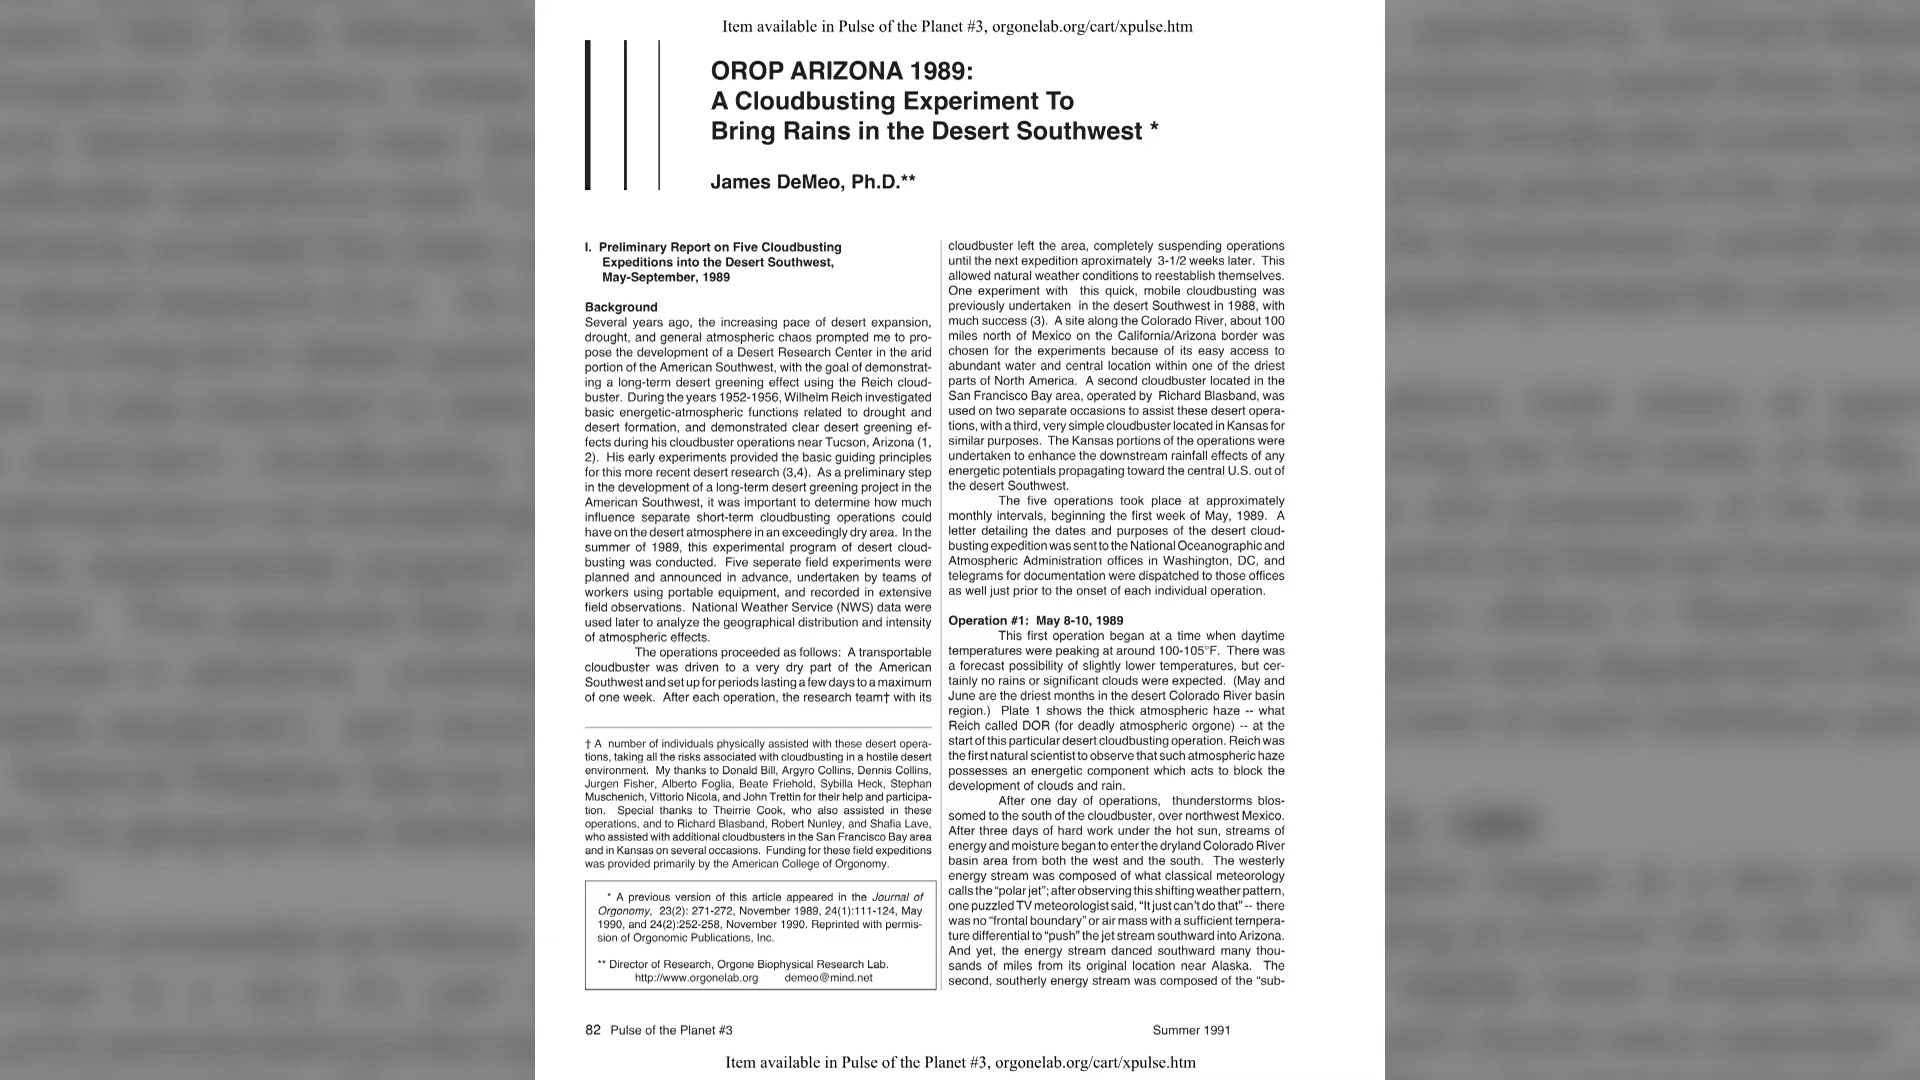 Item available in Pulse of the Planet #3, orgonelab.org/cart/xpulse.htm
OROP ARIZONA 1989:
A Cloudbusting Experiment To
Bring Rains in the Desert Southwest *
James DeMeo, Ph.D.**
I. Preliminary Report on Five Cloudbusting
Expeditions into the Desert Southwest,
May-September, 1989
Background
Several years ago, the increasing pace of desert expansion,
drought, and general atmospheric chaos prompted me to pro-
pose the development of a Desert Research Center in the arid
portion of the American Southwest, with the goal of demonstrat-
ing a long-term desert greening effect using the Reich cloud-
buster. During the years 1952-1956, Wilhelm Reich investigated
basic energetic-atmospheric functions related to drought and
desert formation, and demonstrated clear desert greening ef-
fects during his cloudbuster operations near Tucson, Arizona (1,
2). His early experiments provided the basic guiding principles
for this more recent desert research (3,4). As a preliminary step
in the development of a long-term desert greening project in the
American Southwest, it was important to determine how much
influence separate short-term cloudbusting operations could
have on the desert atmosphere in an exceedingly dry area. In the
summer of 1989, this experimental program of desert cloud-
busting was conducted. Five seperate field experiments were
planned and announced in advance, undertaken by teams of
workers using portable equipment, and recorded in extensive
field observations. National Weather Service (NWS) data were
used later to analyze the geographical distribution and intensity
of atmospheric effects.
The operations proceeded as follows: A transportable
cloudbuster was driven to a very dry part of the American
Southwest and set up for periods lasting a few days to a maximum
of one week. After each operation, the research team† with its
† A number of individuals physically assisted with these desert opera-
tions, taking all the risks associated with cloudbusting in a hostile desert
environment. My thanks to Donald Bill, Argyro Collins, Dennis Collins,
Jurgen Fisher, Alberto Foglia, Beate Friehold, Sybilla Heck, Stephan
Muschenich, Vittorio Nicola, and John Trettin for their help and participa-
tion. Special thanks to Theirrie Cook, who also assisted in these
operations, and to Richard Blasband, Robert Nunley, and Shafia Lave,
who assisted with additional cloudbusters in the San Francisco Bay area
and in Kansas on several occasions. Funding for these field expeditions
was provided primarily by the American College of Orgonomy.
* A previous version of this article appeared in the Journal of
Orgonomy, 23(2): 271-272, November 1989, 24(1):111-124, May
1990, and 24(2):252-258, November 1990. Reprinted with permis-
sion of Orgonomic Publications, Inc.
** Director of Research, Orgone Biophysical Research Lab.
http://www.orgonelab.org demeo@mind.net
cloudbuster left the area, completely suspending operations
until the next expedition aproximately 3-1/2 weeks later. This
allowed natural weather conditions to reestablish themselves.
One experiment with this quick, mobile cloudbusting was
previously undertaken in the desert Southwest in 1988, with
much success (3). A site along the Colorado River, about 100
miles north of Mexico on the California/Arizona border was
chosen for the experiments because of its easy access to
abundant water and central location within one of the driest
parts of North America. A second cloudbuster located in the
San Francisco Bay area, operated by Richard Blasband, was
used on two separate occasions to assist these desert opera-
tions, with a third, very simple cloudbuster located in Kansas for
similar purposes. The Kansas portions of the operations were
undertaken to enhance the downstream rainfall effects of any
energetic potentials propagating toward the central U.S. out of
the desert Southwest.
The five operations took place at approximately
monthly intervals, beginning the first week of May, 1989. A
letter detailing the dates and purposes of the desert cloud-
busting expedition was sent to the National Oceanographic and
Atmospheric Administration offices in Washington, DC, and
telegrams for documentation were dispatched to those offices
as well just prior to the onset of each individual operation.
Operation #1: May 8-10, 1989
This first operation began at a time when daytime
temperatures were peaking at around 100-105°F. There was
a forecast possibility of slightly lower temperatures, but cer-
tainly no rains or significant clouds were expected. (May and
June are the driest months in the desert Colorado River basin
region.) Plate 1 shows the thick atmospheric haze -- what
Reich called DOR (for deadly atmospheric orgone) -- at the
start of this particular desert cloudbusting operation. Reich was
the first natural scientist to observe that such atmospheric haze
possesses an energetic component which acts to block the
development of clouds and rain.
After one day of operations, thunderstorms blos-
somed to the south of the cloudbuster, over northwest Mexico.
After three days of hard work under the hot sun, streams of
energy and moisture began to enter the dryland Colorado River
basin area from both the west and the south. The westerly
energy stream was composed of what classical meteorology
calls the "polar jet"; after observing this shifting weather pattern,
one puzzled TV meteorologist said, "It just can't do that" -- there
was no "frontal boundary" or air mass with a sufficient tempera-
ture differential to "push" the jet stream southward into Arizona.
And yet, the energy stream danced southward many thou-
sands of miles from its original location near Alaska. The
second, southerly energy stream was composed of the "sub-
82 Pulse of the Planet #3
Summer 1991
Item available in Pulse of the Planet #3, orgonelab.org/cart/xpulse.htm